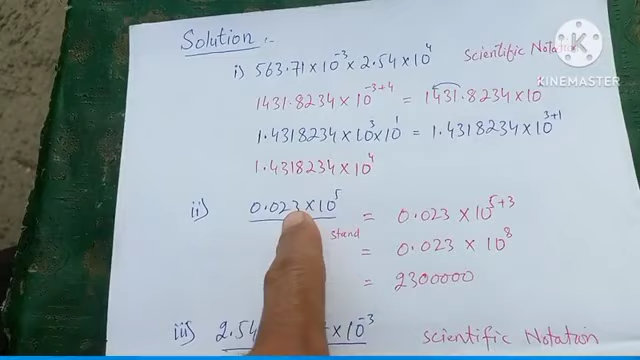 Solution :-
i) 563.71 × 10⁻³ × 2.54 × 10⁴ Scientific Notation
1431.8234 × 10⁻³⁺⁴ = 1431.8234 × 10
1.4318234 × 10³ × 10¹ = 1.4318234 × 10³⁺¹
1.4318234 × 10⁴
ii) 0.023 × 10⁵ = 0.023 × 10⁵⁺³
= 0.023 × 10⁸
= 2300000
iii) 2.54 × 10⁻³ Scientific Notation
KINEMASTER